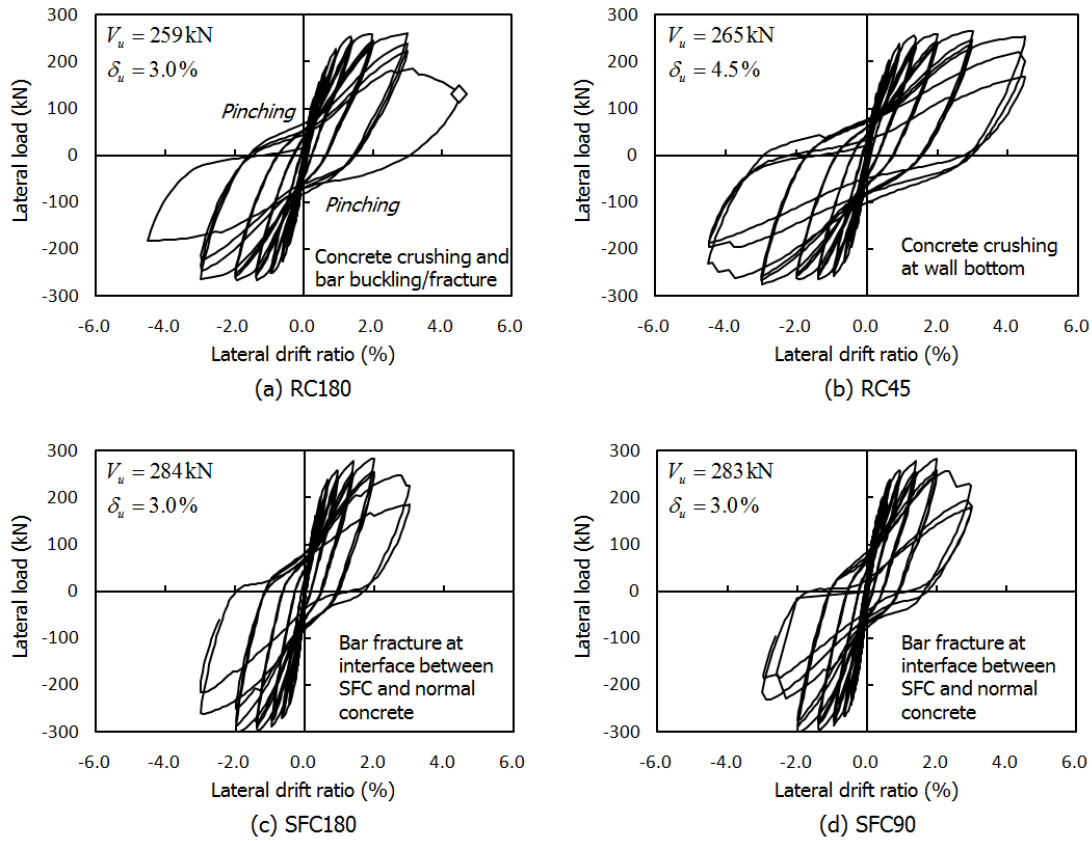 300
200
100
0
-100
-200
-300
Lateral load (kN)
V_u = 259 kN
δ_u = 3.0%
Pinching
Pinching
Concrete crushing and
bar buckling/fracture
-6.0 -4.0 -2.0 0.0 2.0 4.0 6.0
Lateral drift ratio (%)
(a) RC180
300
200
100
0
-100
-200
-300
Lateral load (kN)
V_u = 265 kN
δ_u = 4.5%
Concrete crushing
at wall bottom
-6.0 -4.0 -2.0 0.0 2.0 4.0 6.0
Lateral drift ratio (%)
(b) RC45
300
200
100
0
-100
-200
-300
Lateral load (kN)
V_u = 284 kN
δ_u = 3.0%
Bar fracture at
interface between
SFC and normal
concrete
-6.0 -4.0 -2.0 0.0 2.0 4.0 6.0
Lateral drift ratio (%)
(c) SFC180
300
200
100
0
-100
-200
-300
Lateral load (kN)
V_u = 283 kN
δ_u = 3.0%
Bar fracture at
interface between
SFC and normal
concrete
-6.0 -4.0 -2.0 0.0 2.0 4.0 6.0
Lateral drift ratio (%)
(d) SFC90